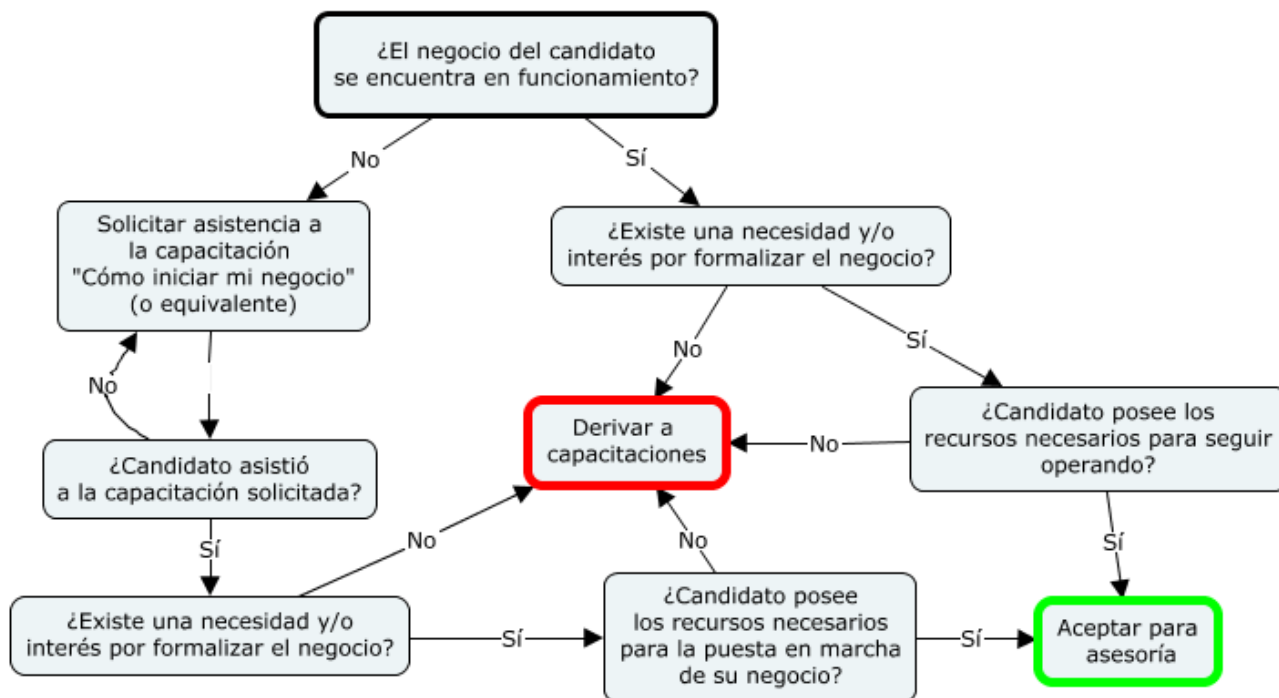 ¿El negocio del candidato
se encuentra en funcionamiento?
No
Sí
Solicitar asistencia a
la capacitación
"Cómo iniciar mi negocio"
(o equivalente)
¿Existe una necesidad y/o
interés por formalizar el negocio?
No
No
Sí
Derivar a
capacitaciones
¿Candidato posee los
recursos necesarios para seguir
operando?
No
¿Candidato asistió
a la capacitación solicitada?
Sí
No
No
Sí
¿Existe una necesidad y/o
interés por formalizar el negocio?
Sí
¿Candidato posee
los recursos necesarios
para la puesta en marcha
de su negocio?
Sí
Aceptar para
asesoría